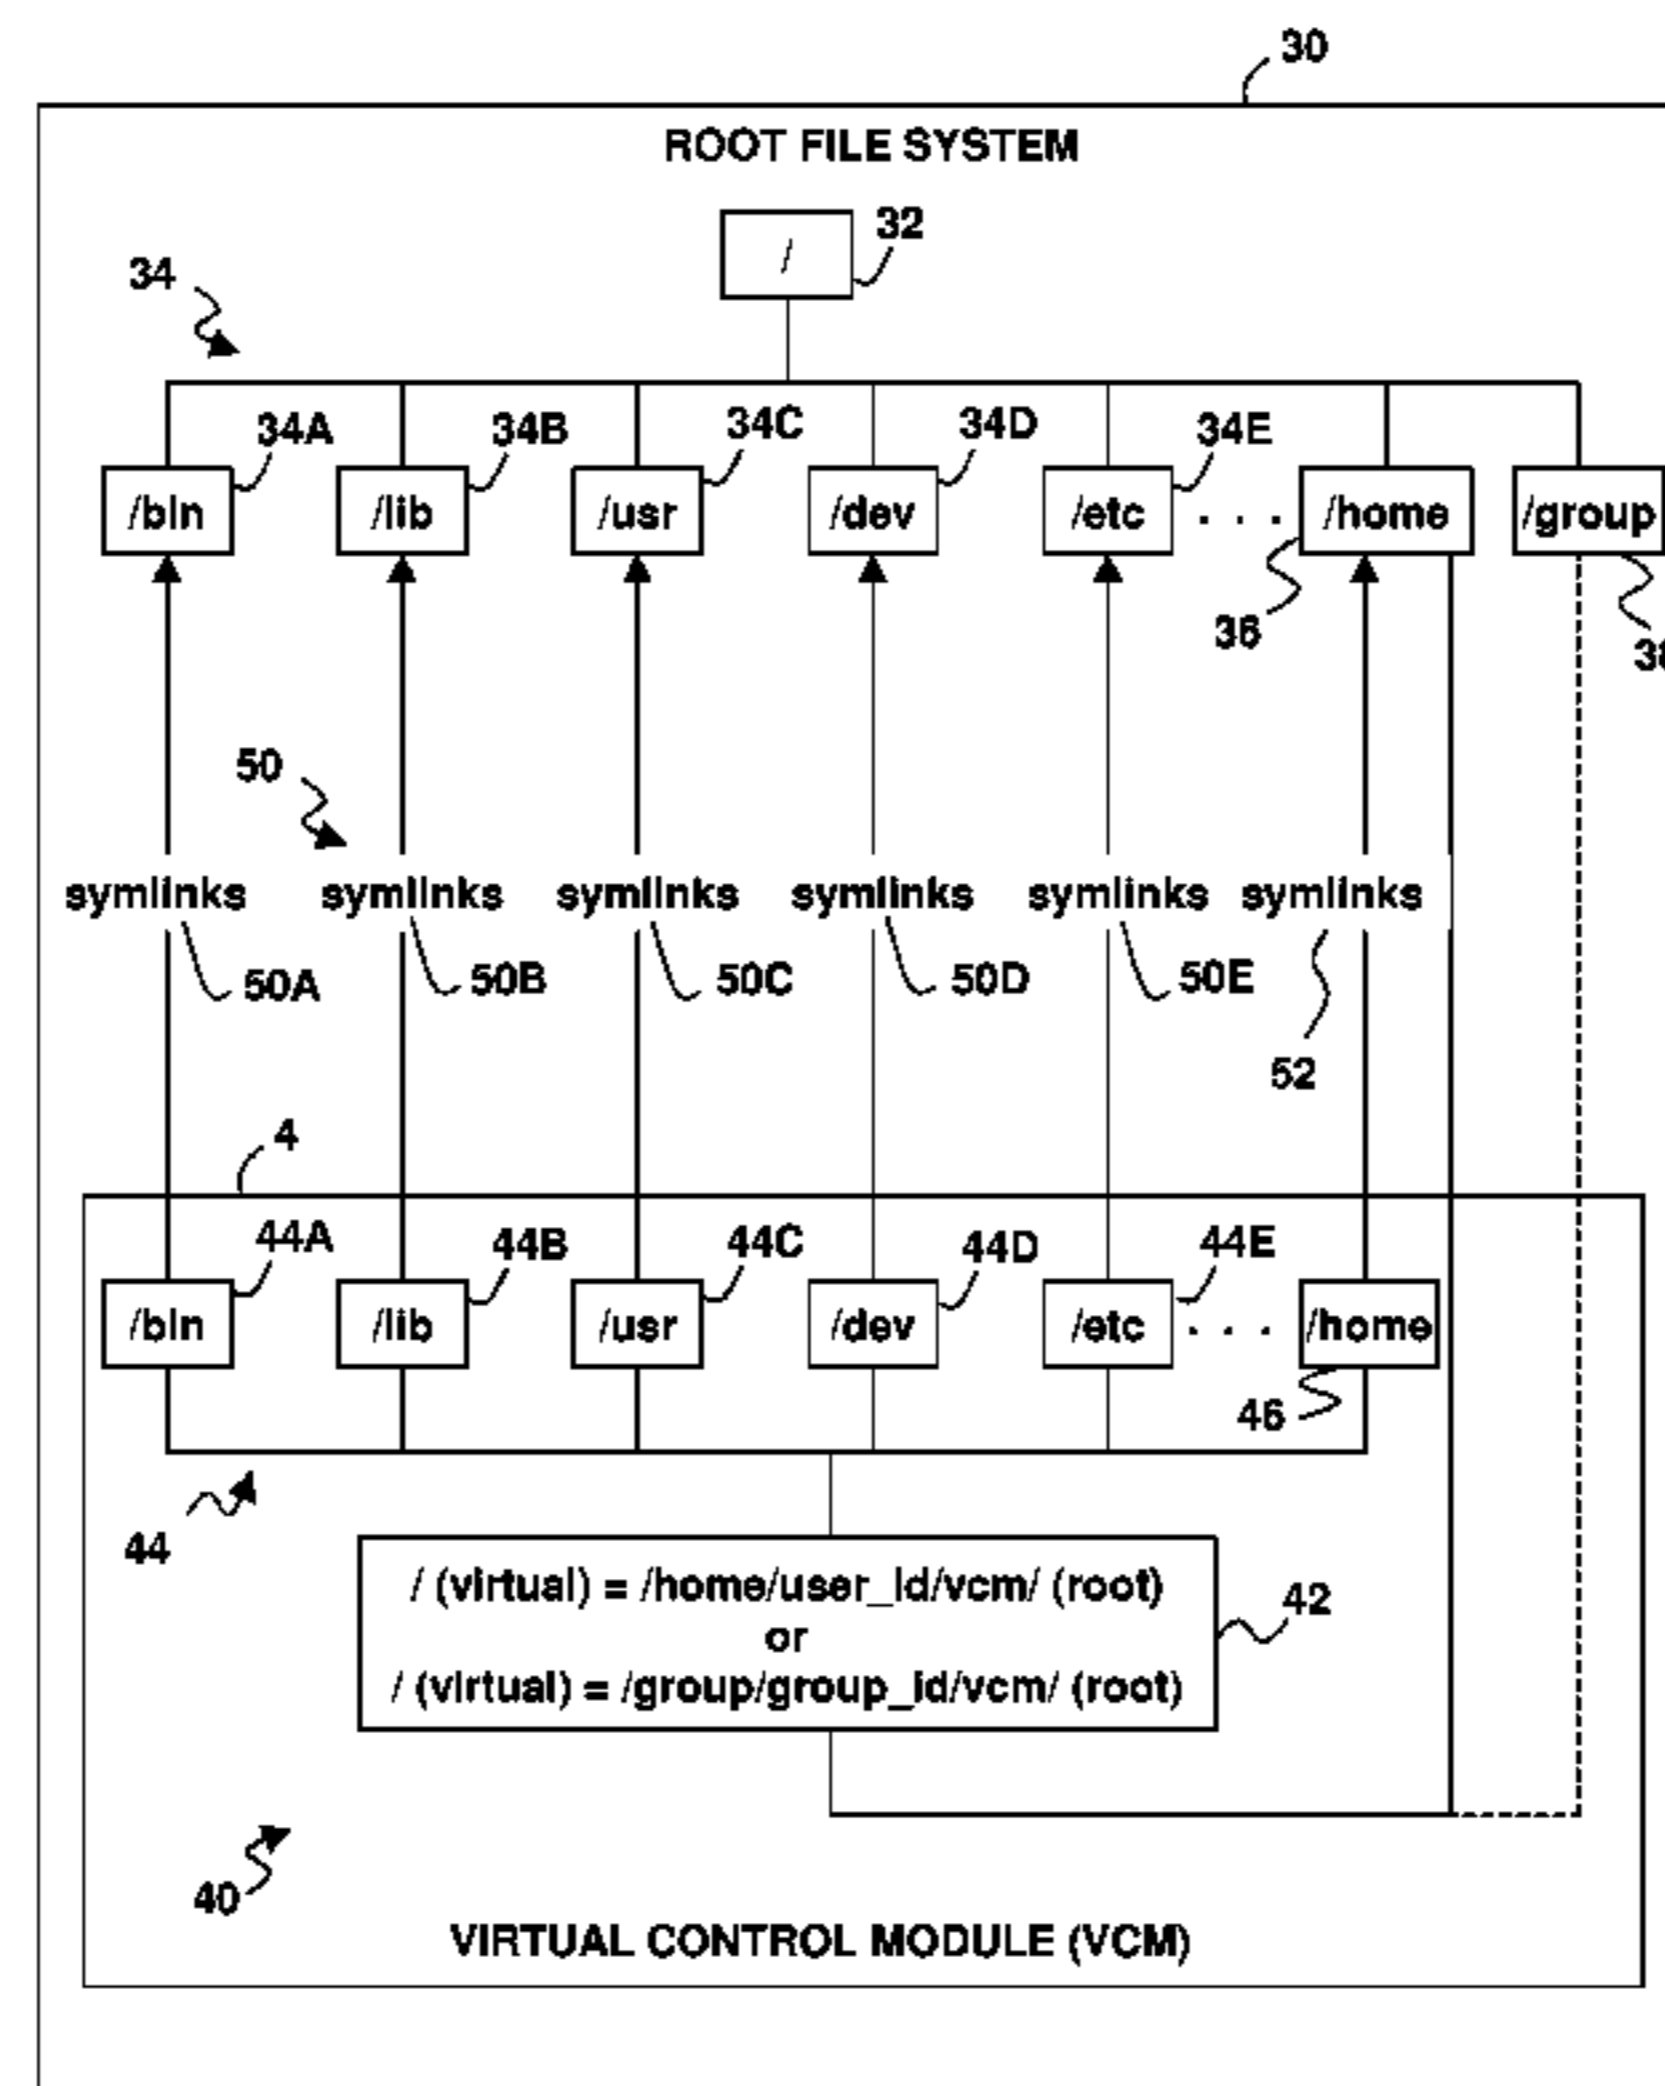 30
ROOT FILE SYSTEM
/
32
34
34A 34B 34C 34D 34E
/bin /lib /usr /dev /etc . . . /home /group
36
50
symlinks symlinks symlinks symlinks symlinks symlinks
50A 50B 50C 50D 50E
52
4
44A 44B 44C 44D 44E
/bin /lib /usr /dev /etc . . . /home
46
44
/ (virtual) = /home/user_id/vcm/ (root)
or
/ (virtual) = /group/group_id/vcm/ (root)
42
40
VIRTUAL CONTROL MODULE (VCM)